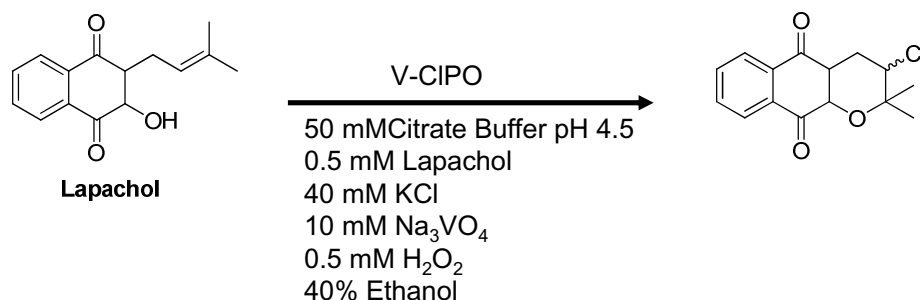 O
OH
O
Lapachol
V-ClPO
50 mMCitrate Buffer pH 4.5
0.5 mM Lapachol
40 mM KCl
10 mM Na₃VO₄
0.5 mM H₂O₂
40% Ethanol
O
O
O